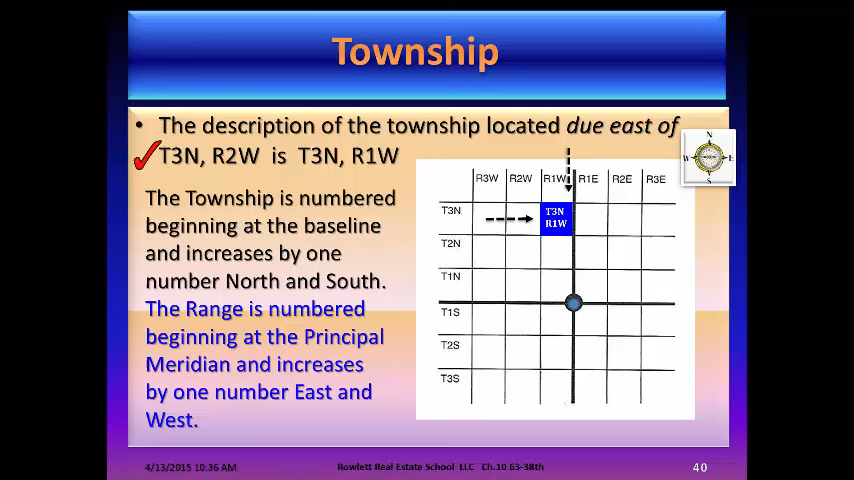 Township
• The description of the township located due east of
T3N, R2W is T3N, R1W
The Township is numbered
beginning at the baseline
and increases by one
number North and South.
The Range is numbered
beginning at the Principal
Meridian and increases
by one number East and
West.
N
W E
S
R3W R2W R1W R1E R2E R3E
T3N
T3N
R1W
T2N
T1N
T1S
T2S
T3S
4/13/2015 10:36 AM
Rowlett Real Estate School LLC Ch.10 63-38th
40